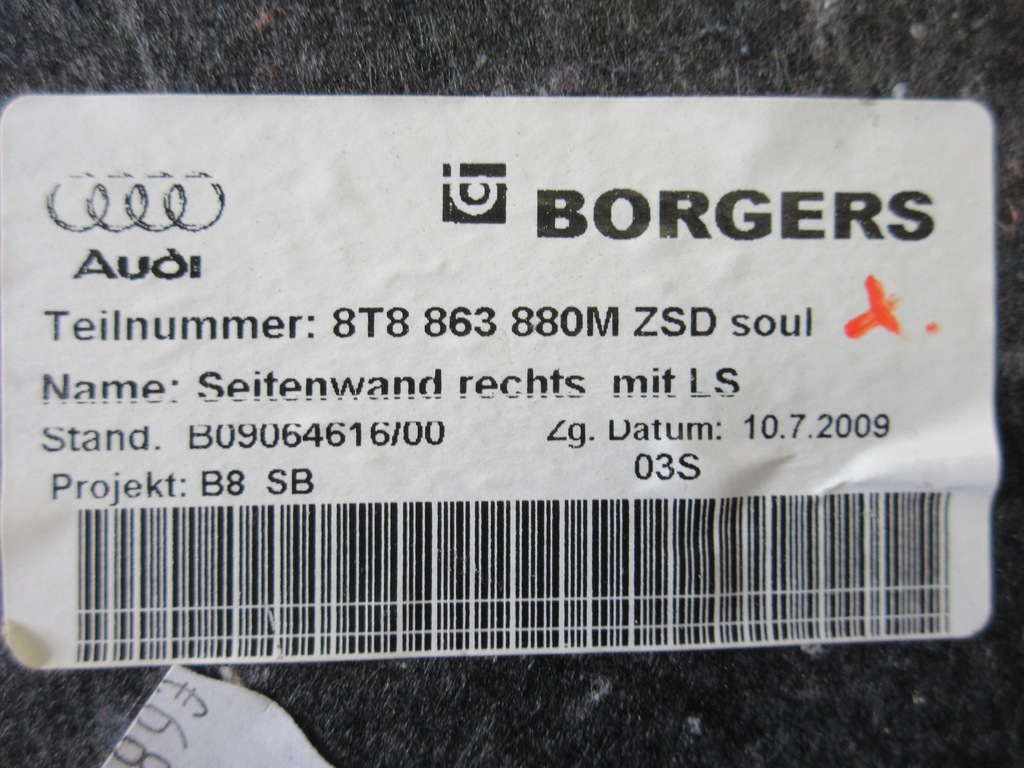 Audi
BORGERS
Teilnummer: 8T8 863 880M ZSD soul
Name: Seitenwand rechts mit LS
Stand. B09064616/00 Zg. Datum: 10.7.2009
03S
Projekt: B8 SB